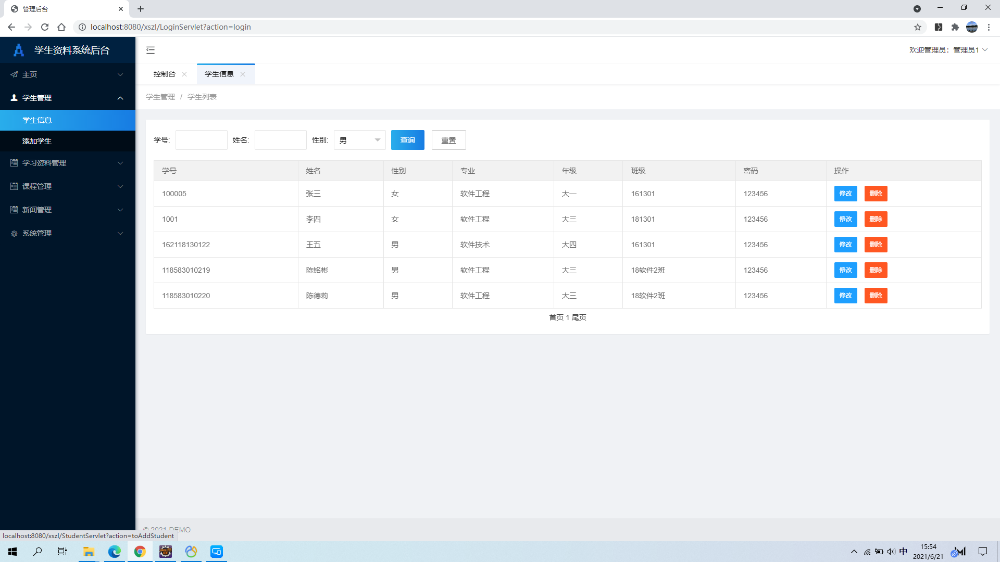 管理后台
localhost:8080/xszl/LoginServlet?action=login
学生资料系统后台
欢迎管理员：管理员1
主页
学生管理
学生信息
添加学生
学习资料管理
课程管理
新闻管理
系统管理
控制台 学生信息
学生管理 / 学生列表
学号: 姓名: 性别: 男 查询 重置
学号 姓名 性别 专业 年级 班级 密码 操作
100005 张三 女 软件工程 大一 161301 123456 修改 删除
1001 李四 女 软件工程 大三 181301 123456 修改 删除
162118130122 王五 男 软件技术 大四 161301 123456 修改 删除
118583010219 陈铭彬 男 软件工程 大三 18软件2班 123456 修改 删除
118583010220 陈德莉 男 软件工程 大三 18软件2班 123456 修改 删除
首页 1 尾页
© 2021 DEMO
localhost:8080/xszl/StudentServlet?action=toAddStudent
中
15:54
2021/6/21